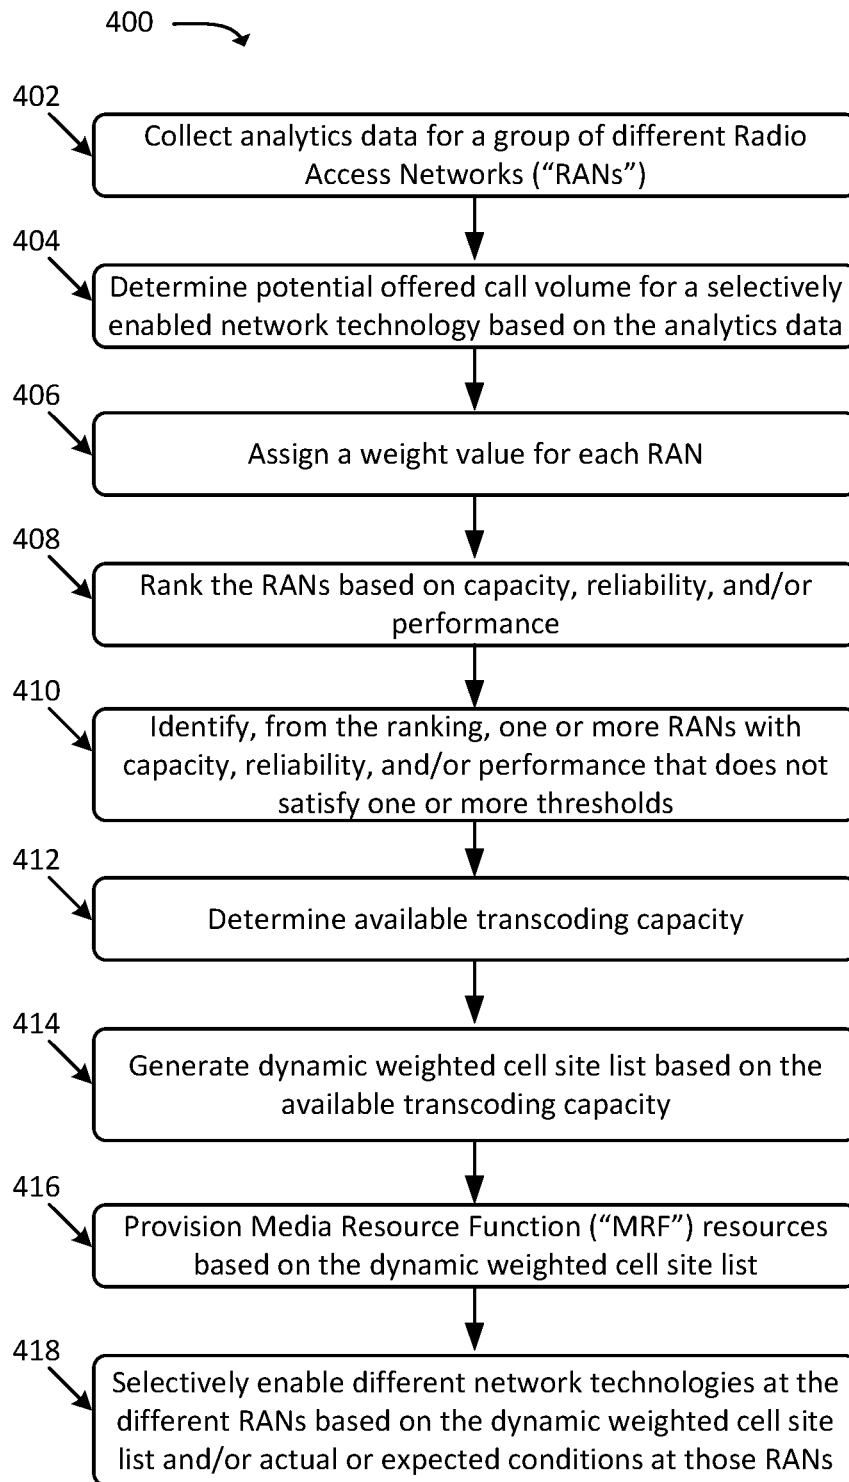 400
402
Collect analytics data for a group of different Radio
Access Networks (“RANs”)
404
Determine potential offered call volume for a selectively
enabled network technology based on the analytics data
406
Assign a weight value for each RAN
408
Rank the RANs based on capacity, reliability, and/or
performance
410
Identify, from the ranking, one or more RANs with
capacity, reliability, and/or performance that does not
satisfy one or more thresholds
412
Determine available transcoding capacity
414
Generate dynamic weighted cell site list based on the
available transcoding capacity
416
Provision Media Resource Function (“MRF”) resources
based on the dynamic weighted cell site list
418
Selectively enable different network technologies at the
different RANs based on the dynamic weighted cell site
list and/or actual or expected conditions at those RANs